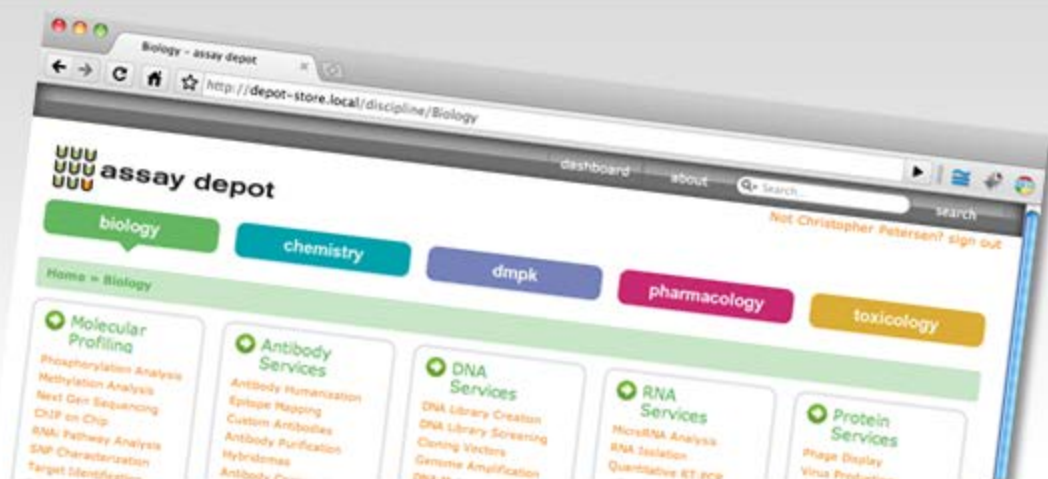 Biology - assay depot
http://depot-store.local/discipline/Biology
dashboard
about
Search...
search
assay depot
Not Christopher Petersen? sign out
biology
chemistry
dmpk
pharmacology
toxicology
Home » Biology
Molecular
Profiling
Phosphorylation Analysis
Methylation Analysis
Next Gen Sequencing
ChIP on Chip
RNAi Pathway Analysis
SNP Characterization
Target Identification
Antibody
Services
Antibody Humanization
Epitope Mapping
Custom Antibodies
Antibody Purification
Hybridomas
Antibody
DNA
Services
DNA Library Creation
DNA Library Screening
Cloning Vectors
Genome Amplification
DNA
RNA
Services
MicroRNA Analysis
RNA Isolation
Quantitative RT-PCR
Protein
Services
Phage Display
Virus Production